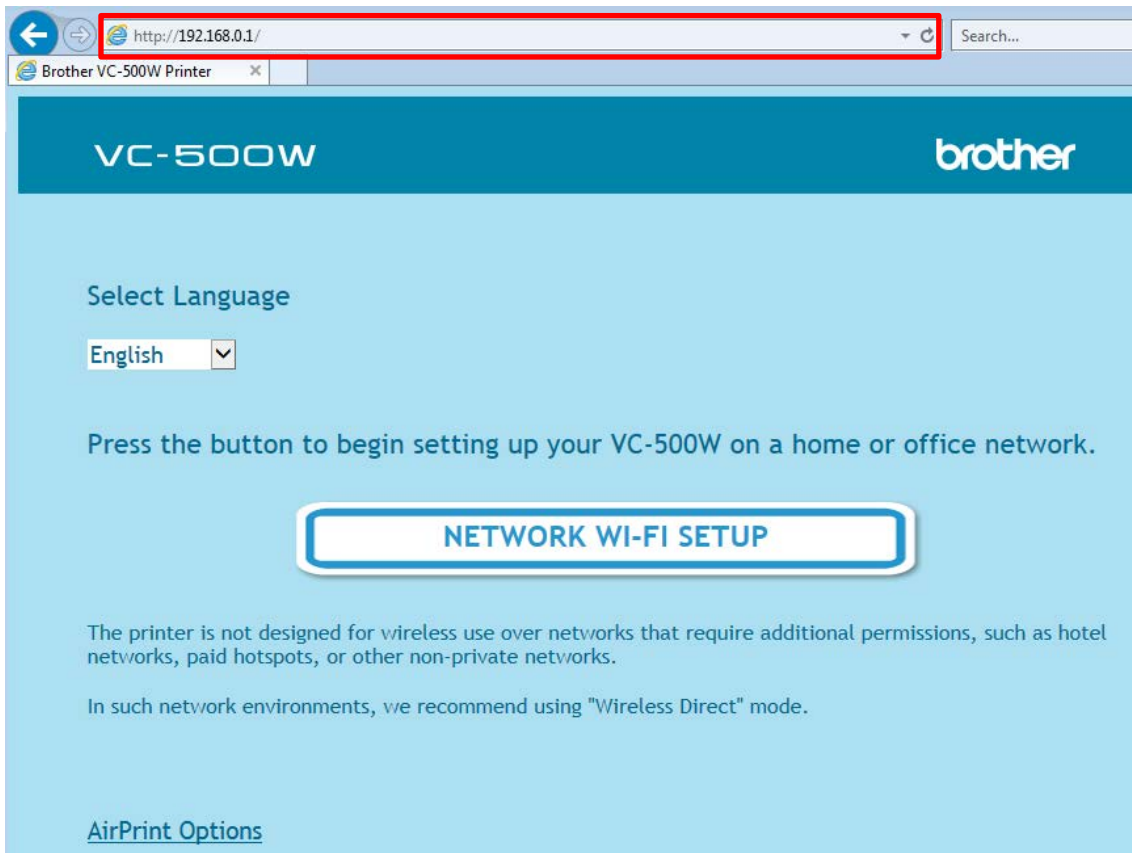 http://192.168.0.1/
Search...
Brother VC-500W Printer
VC-500W
brother
Select Language
English
Press the button to begin setting up your VC-500W on a home or office network.
NETWORK WI-FI SETUP
The printer is not designed for wireless use over networks that require additional permissions, such as hotel
networks, paid hotspots, or other non-private networks.
In such network environments, we recommend using "Wireless Direct" mode.
AirPrint Options